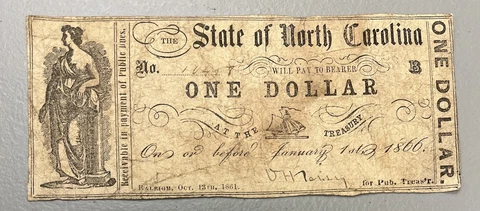 Receivable in payment of Public dues.
THE State of North Carolina
No. B
WILL PAY TO BEARER
ONE DOLLAR
AT THE TREASURY
On or before January 1st 1866.
for Pub. Treas'r.
RALEIGH, OCT. 13TH. 1861.
ONE DOLLAR.